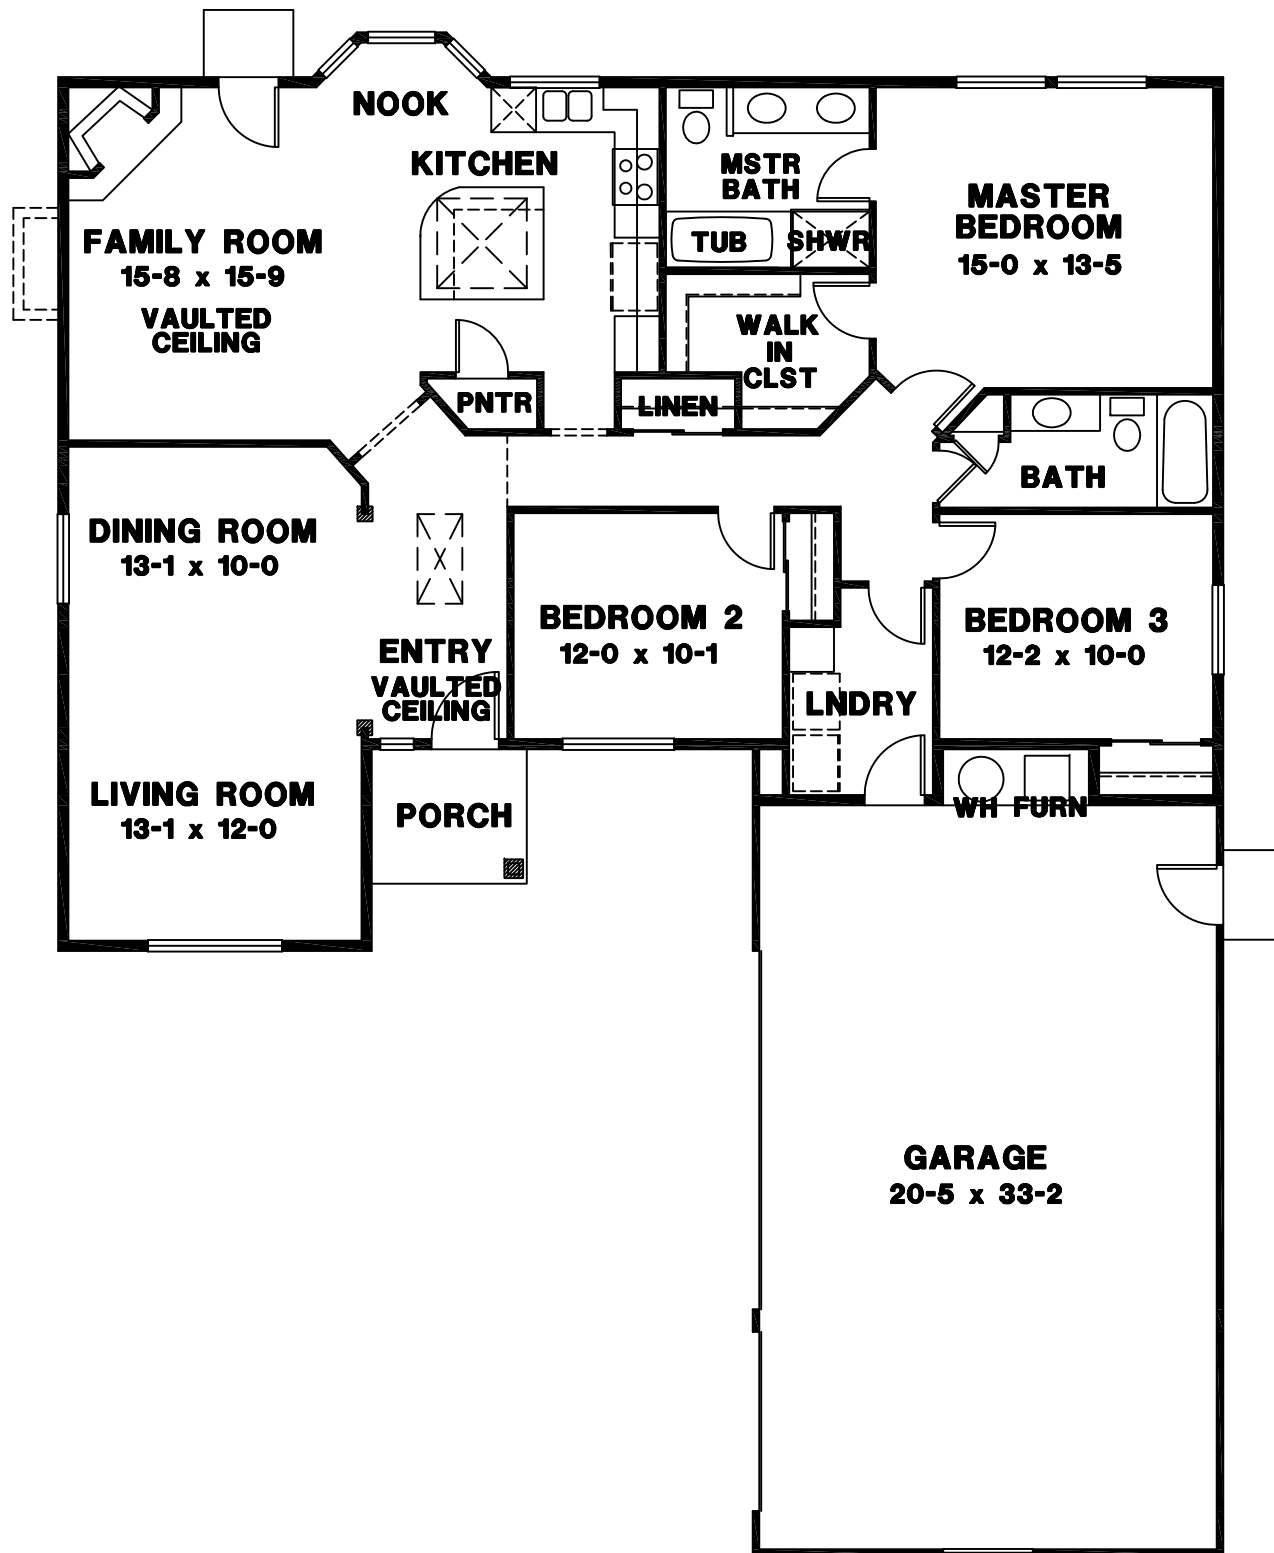 NOOK
KITCHEN
MSTR
BATH
MASTER
BEDROOM
15-0 x 13-5
FAMILY ROOM
15-8 x 15-9
VAULTED
CEILING
TUB
SHWR
WALK
IN
CLST
PNTR
LINEN
BATH
DINING ROOM
13-1 x 10-0
BEDROOM 2
12-0 x 10-1
BEDROOM 3
12-2 x 10-0
ENTRY
VAULTED
CEILING
LNDRY
LIVING ROOM
13-1 x 12-0
PORCH
WH FURN
GARAGE
20-5 x 33-2